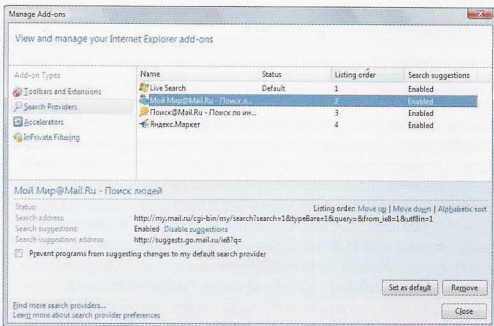 Manage Add-ons
View and manage your Internet Explorer add-ons
Add-on Types
Name Status Listing order Search suggestions
Toolbars and Extensions
Search Providers
Accelerators
InPrivate Filtering
Live Search Default 1 Enabled
Мой Мир@Mail.Ru - Поиск л... 2 Enabled
Поиск@Mail.Ru - Поиск по ин... 3 Enabled
Яндекс.Маркет 4 Enabled
Мой Мир@Mail.Ru - Поиск людей
Status: Listing order: Move up | Move down | Alphabetic sort
Search address: http://my.mail.ru/cgi-bin/my/search?search=1&typeBare=1&query=&from_ie8=1&utf8in=1
Search suggestions: Enabled Disable suggestions
Search suggestions address: http://suggests.go.mail.ru/ie8?q=
Prevent programs from suggesting changes to my default search provider
Set as default Remove
Find more search providers...
Learn more about search provider preferences
Close